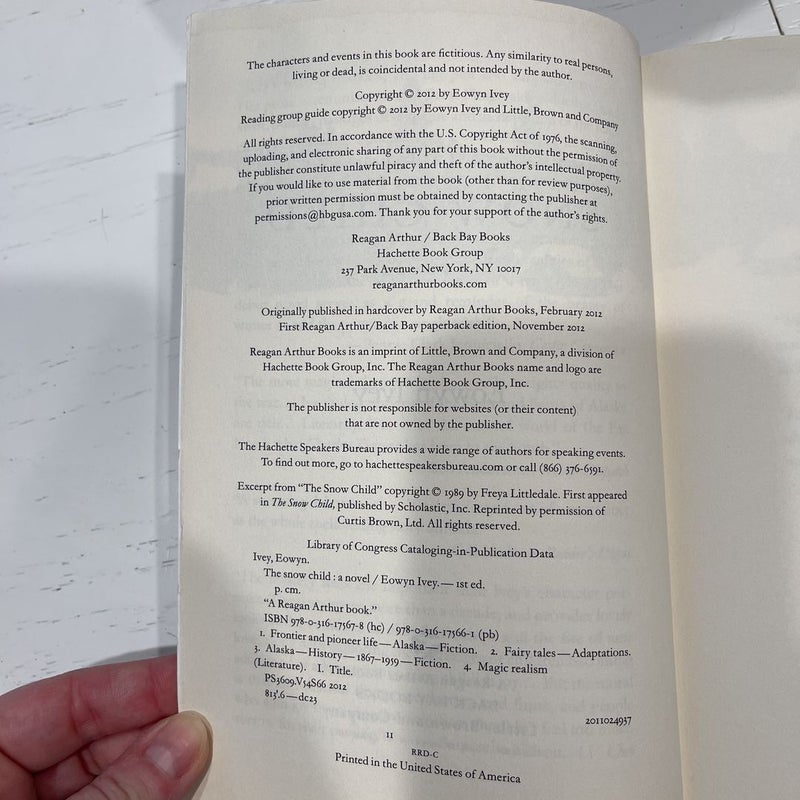 The characters and events in this book are fictitious. Any similarity to real persons,
living or dead, is coincidental and not intended by the author.
Copyright © 2012 by Eowyn Ivey
Reading group guide copyright © 2012 by Eowyn Ivey and Little, Brown and Company
All rights reserved. In accordance with the U.S. Copyright Act of 1976, the scanning,
uploading, and electronic sharing of any part of this book without the permission of
the publisher constitute unlawful piracy and theft of the author's intellectual property.
If you would like to use material from the book (other than for review purposes),
prior written permission must be obtained by contacting the publisher at
permissions@hbgusa.com. Thank you for your support of the author's rights.
Reagan Arthur / Back Bay Books
Hachette Book Group
237 Park Avenue, New York, NY 10017
reaganarthurbooks.com
Originally published in hardcover by Reagan Arthur Books, February 2012
First Reagan Arthur/Back Bay paperback edition, November 2012
Reagan Arthur Books is an imprint of Little, Brown and Company, a division of
Hachette Book Group, Inc. The Reagan Arthur Books name and logo are
trademarks of Hachette Book Group, Inc.
The publisher is not responsible for websites (or their content)
that are not owned by the publisher.
The Hachette Speakers Bureau provides a wide range of authors for speaking events.
To find out more, go to hachettespeakersbureau.com or call (866) 376-6591.
Excerpt from "The Snow Child" copyright © 1989 by Freya Littledale. First appeared
in The Snow Child, published by Scholastic, Inc. Reprinted by permission of
Curtis Brown, Ltd. All rights reserved.
Library of Congress Cataloging-in-Publication Data
Ivey, Eowyn.
The snow child : a novel / Eowyn Ivey. — 1st ed.
p. cm.
"A Reagan Arthur book."
ISBN 978-0-316-17567-8 (hc) / 978-0-316-17566-1 (pb)
1. Frontier and pioneer life—Alaska—Fiction. 2. Fairy tales—Adaptations.
3. Alaska—History—1867–1959—Fiction. 4. Magic realism
(Literature). I. Title.
PS3609.V54S66 2012
813'.6—dc23
2011024937
11
RRD-C
Printed in the United States of America